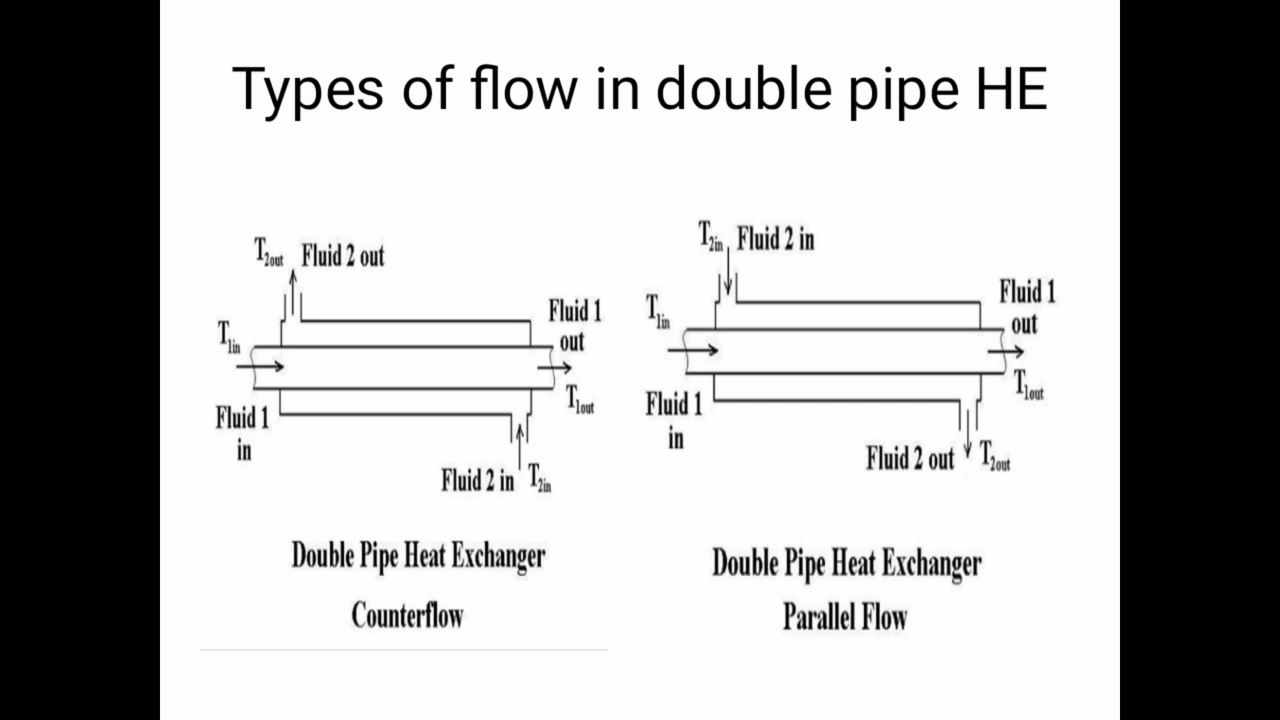 Types of flow in double pipe HE
T2out Fluid 2 out
T1in
Fluid 1
in
Fluid 1
out
T1out
Fluid 2 in T2in
Double Pipe Heat Exchanger
Counterflow
T2in Fluid 2 in
T1in
Fluid 1
in
Fluid 1
out
T1out
Fluid 2 out T2out
Double Pipe Heat Exchanger
Parallel Flow